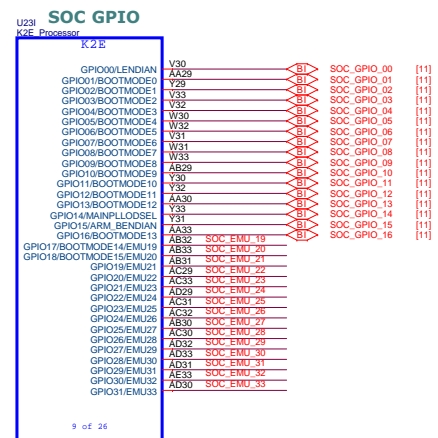 SOC GPIO
U23I
K2E Processor
K2E
GPIO00/LENDIAN V30 BI SOC_GPIO_00 [11]
GPIO01/BOOTMODE0 AA29 BI SOC_GPIO_01 [11]
GPIO02/BOOTMODE1 Y29 BI SOC_GPIO_02 [11]
GPIO03/BOOTMODE2 V33 BI SOC_GPIO_03 [11]
GPIO04/BOOTMODE3 V32 BI SOC_GPIO_04 [11]
GPIO05/BOOTMODE4 W30 BI SOC_GPIO_05 [11]
GPIO06/BOOTMODE5 W32 BI SOC_GPIO_06 [11]
GPIO07/BOOTMODE6 V31 BI SOC_GPIO_07 [11]
GPIO08/BOOTMODE7 W31 BI SOC_GPIO_08 [11]
GPIO09/BOOTMODE8 W33 BI SOC_GPIO_09 [11]
GPIO10/BOOTMODE9 AB29 BI SOC_GPIO_10 [11]
GPIO11/BOOTMODE10 Y30 BI SOC_GPIO_11 [11]
GPIO12/BOOTMODE11 Y32 BI SOC_GPIO_12 [11]
GPIO13/BOOTMODE12 AA30 BI SOC_GPIO_13 [11]
GPIO14/MAINPLLODSEL Y33 BI SOC_GPIO_14 [11]
GPIO15/ARM_BENDIAN Y31 BI SOC_GPIO_15 [11]
GPIO16/BOOTMODE13 AA33 BI SOC_GPIO_16 [11]
GPIO17/BOOTMODE14/EMU19 AB32 SOC_EMU_19
GPIO18/BOOTMODE15/EMU20 AB33 SOC_EMU_20
GPIO19/EMU21 AB31 SOC_EMU_21
GPIO20/EMU22 AC29 SOC_EMU_22
GPIO21/EMU23 AC33 SOC_EMU_23
GPIO22/EMU24 AD29 SOC_EMU_24
GPIO23/EMU25 AC31 SOC_EMU_25
GPIO24/EMU26 AC32 SOC_EMU_26
GPIO25/EMU27 AB30 SOC_EMU_27
GPIO26/EMU28 AC30 SOC_EMU_28
GPIO27/EMU29 AD32 SOC_EMU_29
GPIO28/EMU30 AD33 SOC_EMU_30
GPIO29/EMU31 AD31 SOC_EMU_31
GPIO30/EMU32 AE33 SOC_EMU_32
GPIO31/EMU33 AD30 SOC_EMU_33
9 of 26